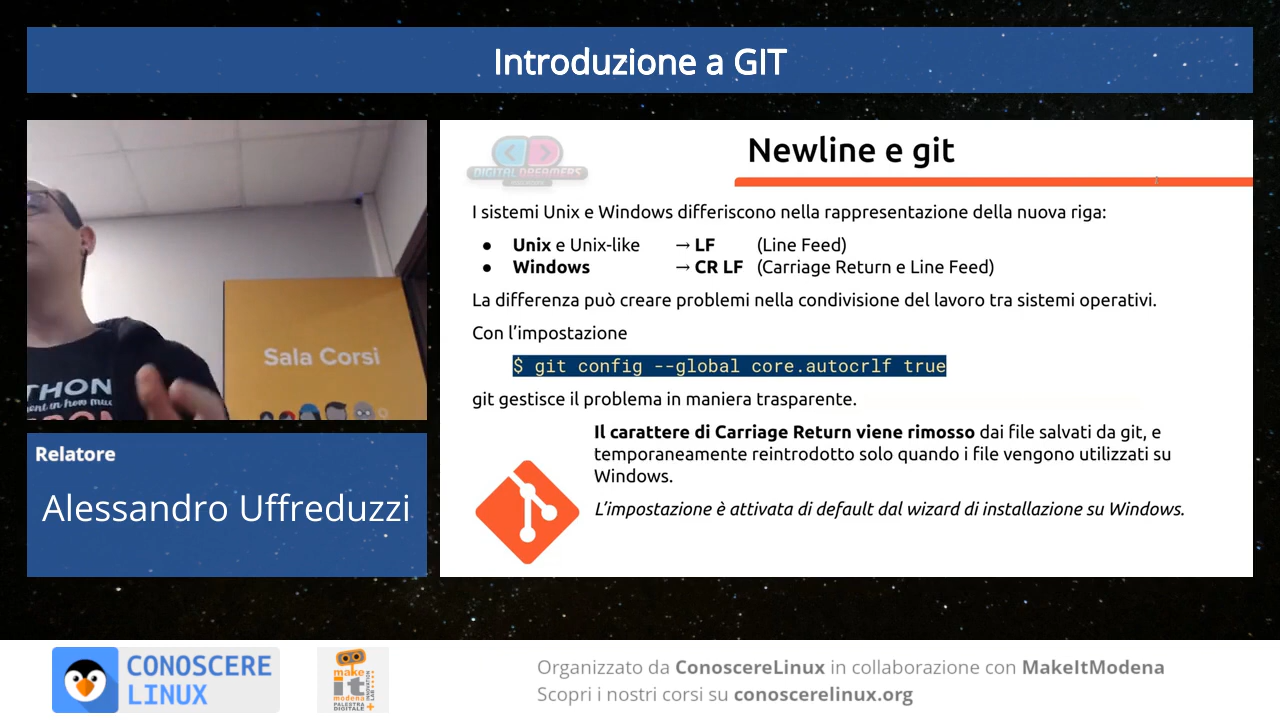 Introduzione a GIT
Sala Corsi
THON
Relatore
Alessandro Uffreduzzi
DIGITAL DREAMERS
Newline e git
I sistemi Unix e Windows differiscono nella rappresentazione della nuova riga:
● Unix e Unix-like → LF (Line Feed)
● Windows → CR LF (Carriage Return e Line Feed)
La differenza può creare problemi nella condivisione del lavoro tra sistemi operativi.
Con l’impostazione
$ git config --global core.autocrlf true
git gestisce il problema in maniera trasparente.
Il carattere di Carriage Return viene rimosso dai file salvati da git, e
temporaneamente reintrodotto solo quando i file vengono utilizzati su
Windows.
L’impostazione è attivata di default dal wizard di installazione su Windows.
CONOSCERE
LINUX
make
it
modena
PALESTRA
DIGITALE
INNOVATION
LAB
Organizzato da ConoscereLinux in collaborazione con MakeItModena
Scopri i nostri corsi su conoscerelinux.org